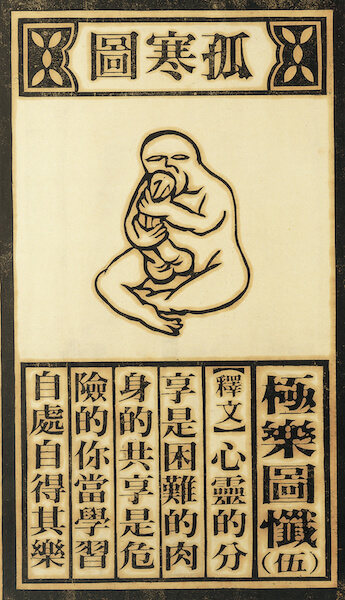 孤寒圖
極樂圖懺(伍)
【釋文】心靈的分
享是困難的肉
身的共享是危
險的你當學習
自處自得其樂